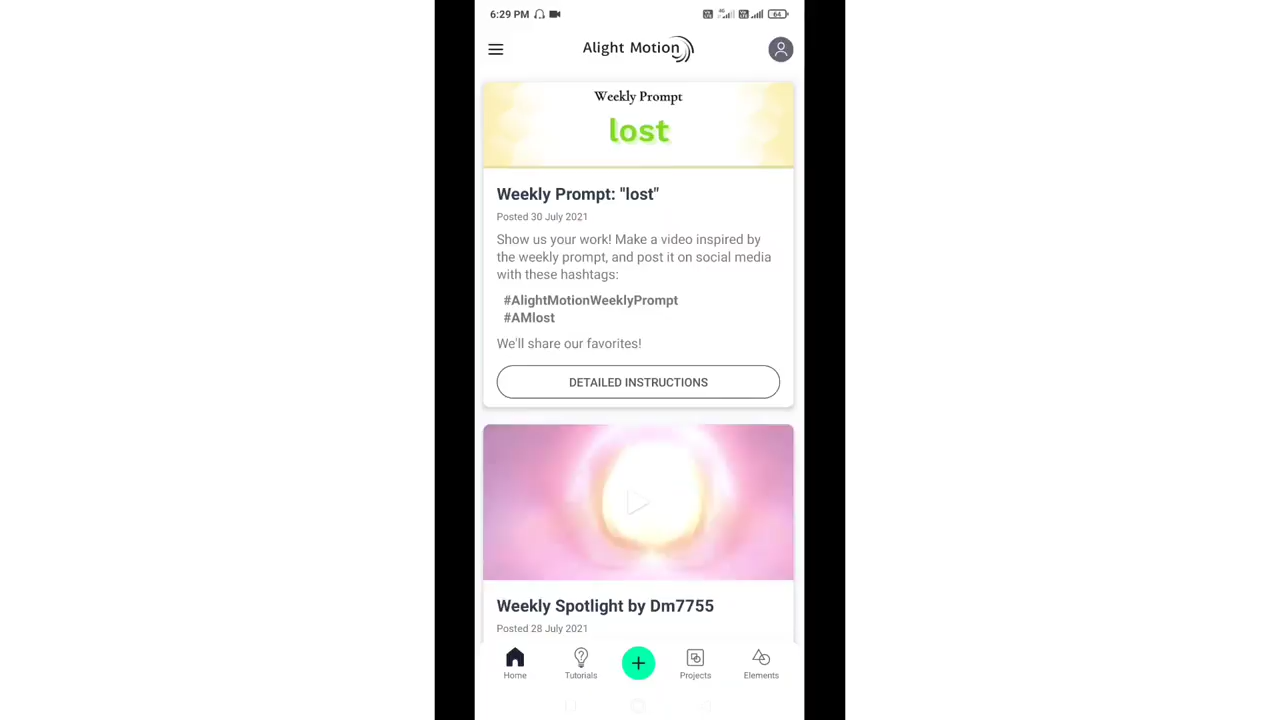 6:29 PM
4G
64
Alight Motion
Weekly Prompt
lost
Weekly Prompt: "lost"
Posted 30 July 2021
Show us your work! Make a video inspired by
the weekly prompt, and post it on social media
with these hashtags:
#AlightMotionWeeklyPrompt
#AMlost
We'll share our favorites!
DETAILED INSTRUCTIONS
Weekly Spotlight by Dm7755
Posted 28 July 2021
Home
Tutorials
Projects
Elements